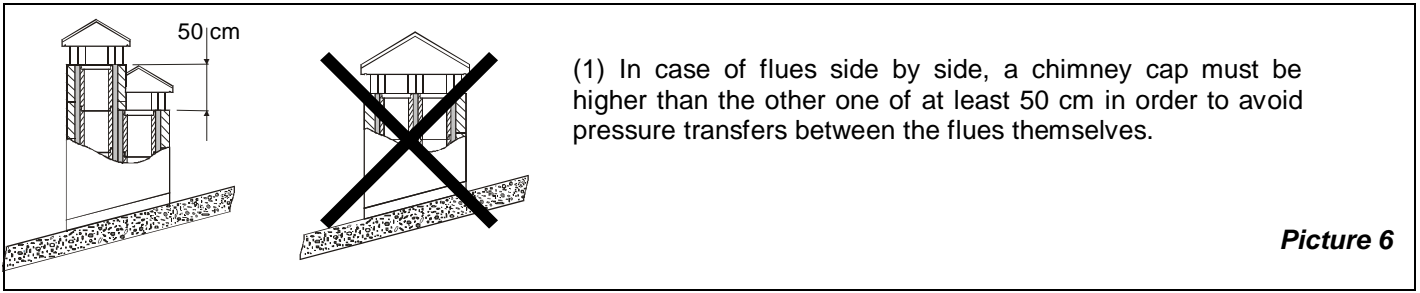 50 cm
(1) In case of flues side by side, a chimney cap must be
higher than the other one of at least 50 cm in order to avoid
pressure transfers between the flues themselves.
Picture 6